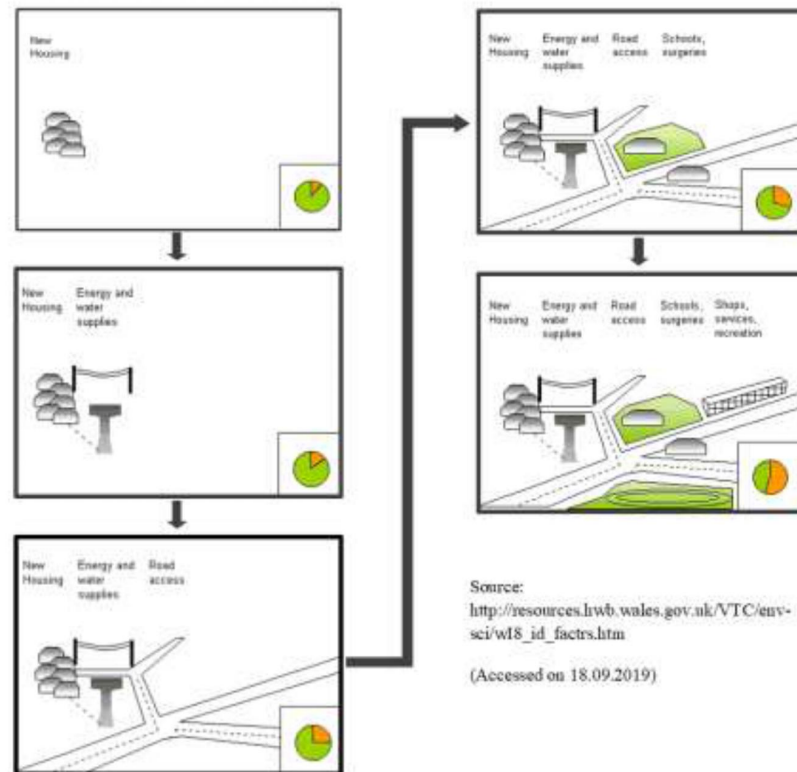 New
Housing
New
Housing
Energy and
water
supplies
New
Housing
Energy and
water
supplies
Road
access
New
Housing
Energy and
water
supplies
Road
access
Schools,
surgeries
New
Housing
Energy and
water
supplies
Road
access
Schools,
surgeries
Shops,
services,
recreation
Source:
http://resources.hwb.wales.gov.uk/VTC/env-
sci/wl8_id_factrs.htm
(Accessed on 18.09.2019)